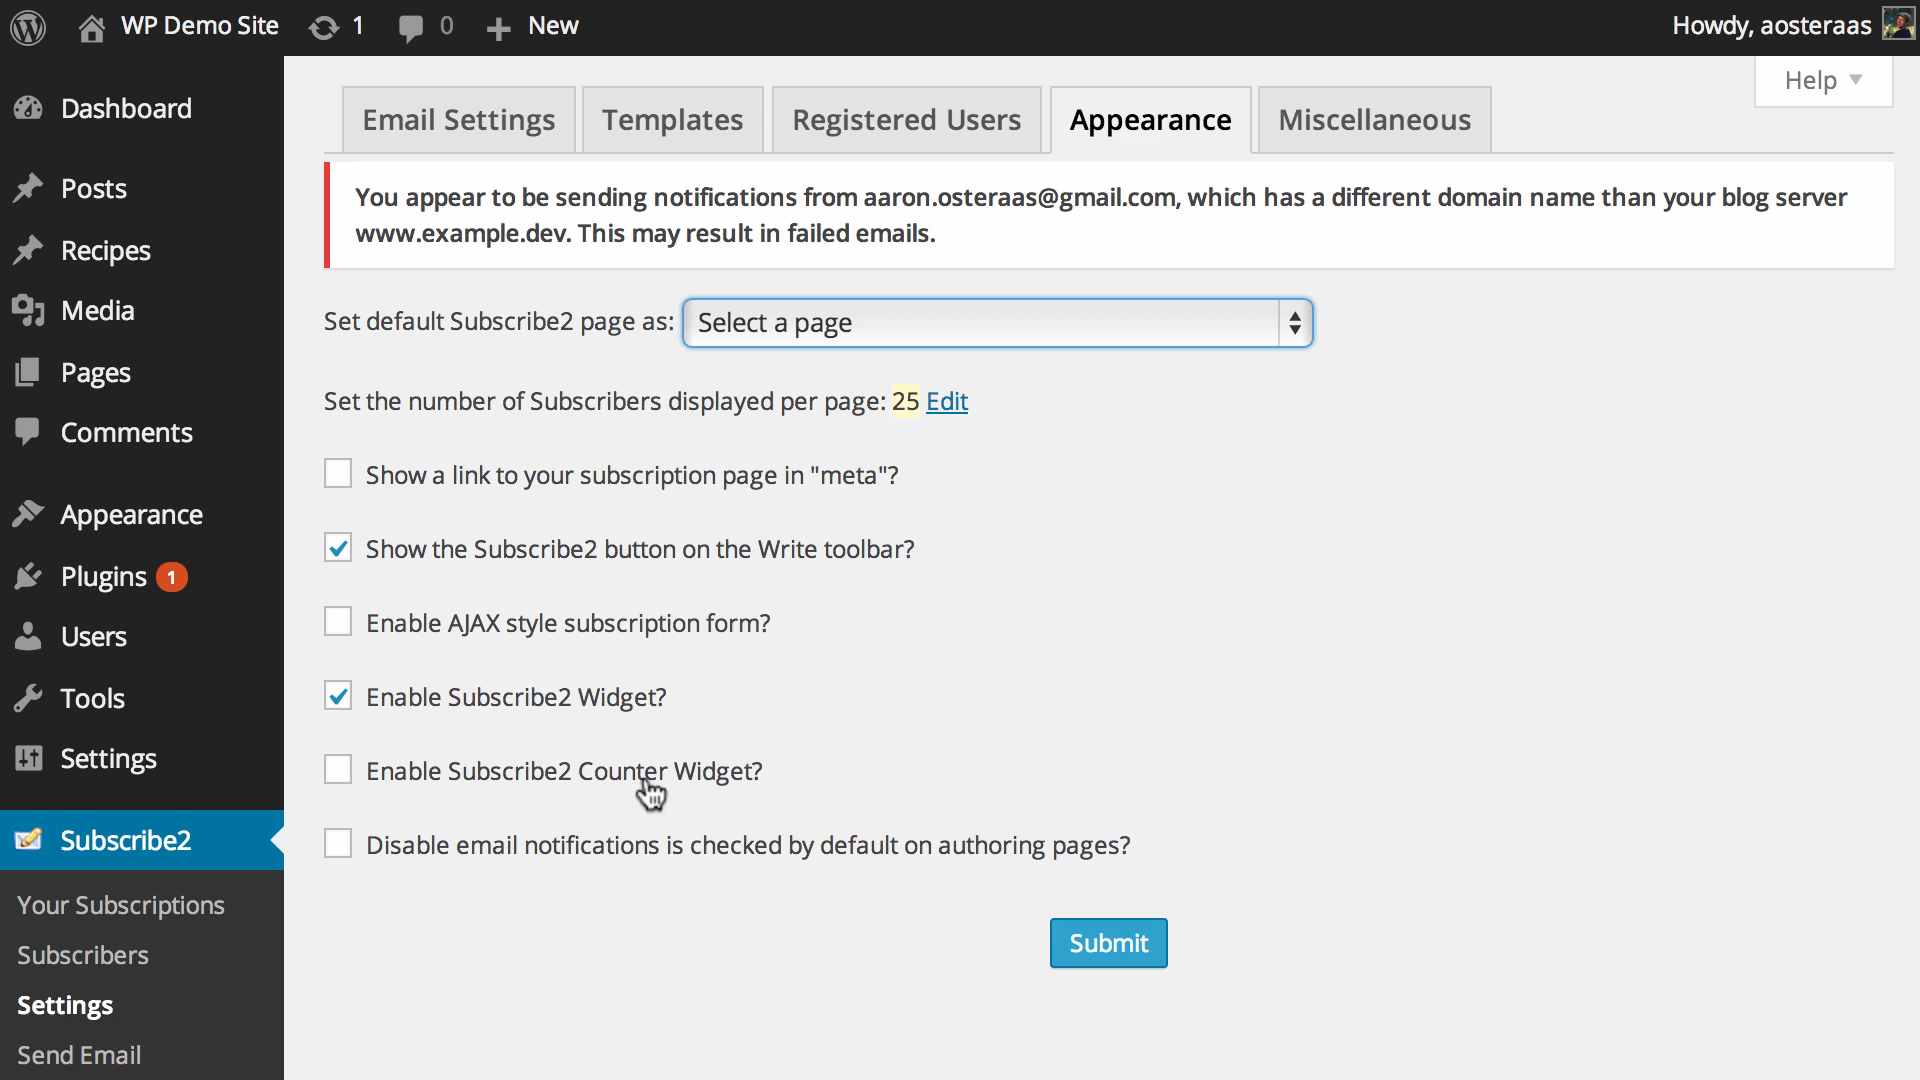 WP Demo Site 1 0 New Howdy, aosteraas
Help
Dashboard
Posts
Recipes
Media
Pages
Comments
Appearance
Plugins 1
Users
Tools
Settings
Subscribe2
Your Subscriptions
Subscribers
Settings
Send Email
Email Settings Templates Registered Users Appearance Miscellaneous
You appear to be sending notifications from aaron.osteraas@gmail.com, which has a different domain name than your blog server
www.example.dev. This may result in failed emails.
Set default Subscribe2 page as: Select a page
Set the number of Subscribers displayed per page: 25 Edit
Show a link to your subscription page in "meta"?
Show the Subscribe2 button on the Write toolbar?
Enable AJAX style subscription form?
Enable Subscribe2 Widget?
Enable Subscribe2 Counter Widget?
Disable email notifications is checked by default on authoring pages?
Submit